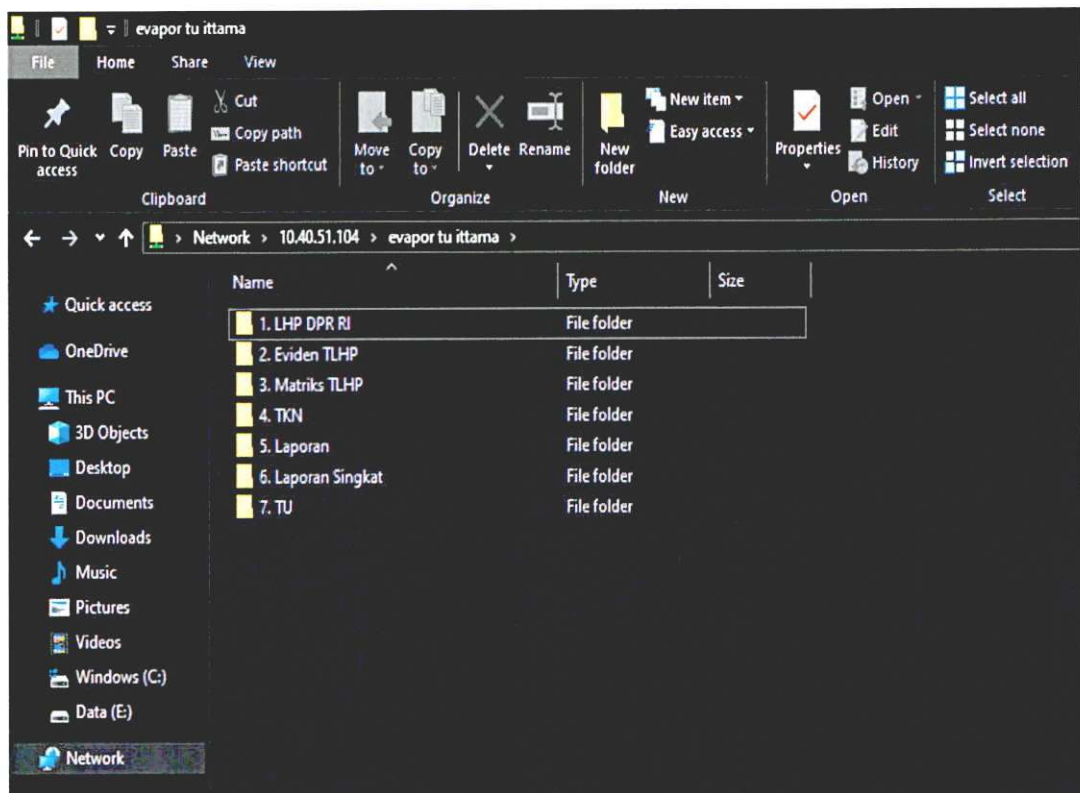 evapor tu ittama
File Home Share View
Pin to Quick access
Copy
Paste
Cut
Copy path
Paste shortcut
Clipboard
Move to
Copy to
Delete
Rename
Organize
New folder
New item
Easy access
New
Properties
Open
Edit
History
Open
Select all
Select none
Invert selection
Select
Network > 10.40.51.104 > evapor tu ittama >
Name Type Size
Quick access
OneDrive
This PC
3D Objects
Desktop
Documents
Downloads
Music
Pictures
Videos
Windows (C:)
Data (E:)
Network
1. LHP DPR RI File folder
2. Eviden TLHP File folder
3. Matriks TLHP File folder
4. TKN File folder
5. Laporan File folder
6. Laporan Singkat File folder
7. TU File folder